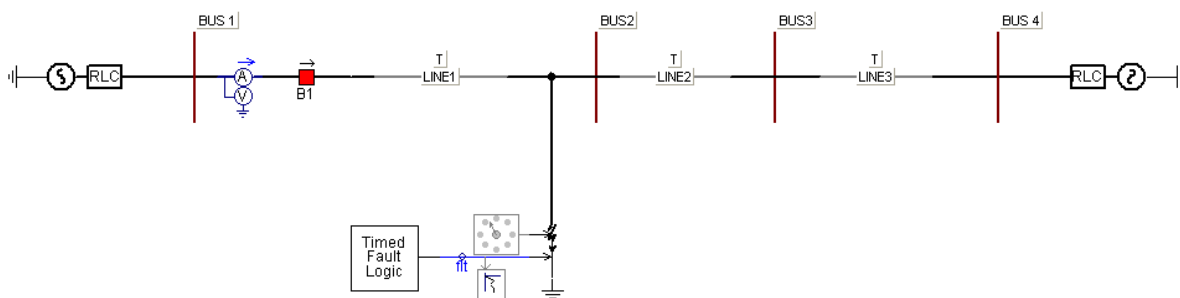 BUS 1
BUS2
BUS3
BUS 4
RLC
A
V
B1
T
LINE1
T
LINE2
T
LINE3
RLC
Timed
Fault
Logic
flt